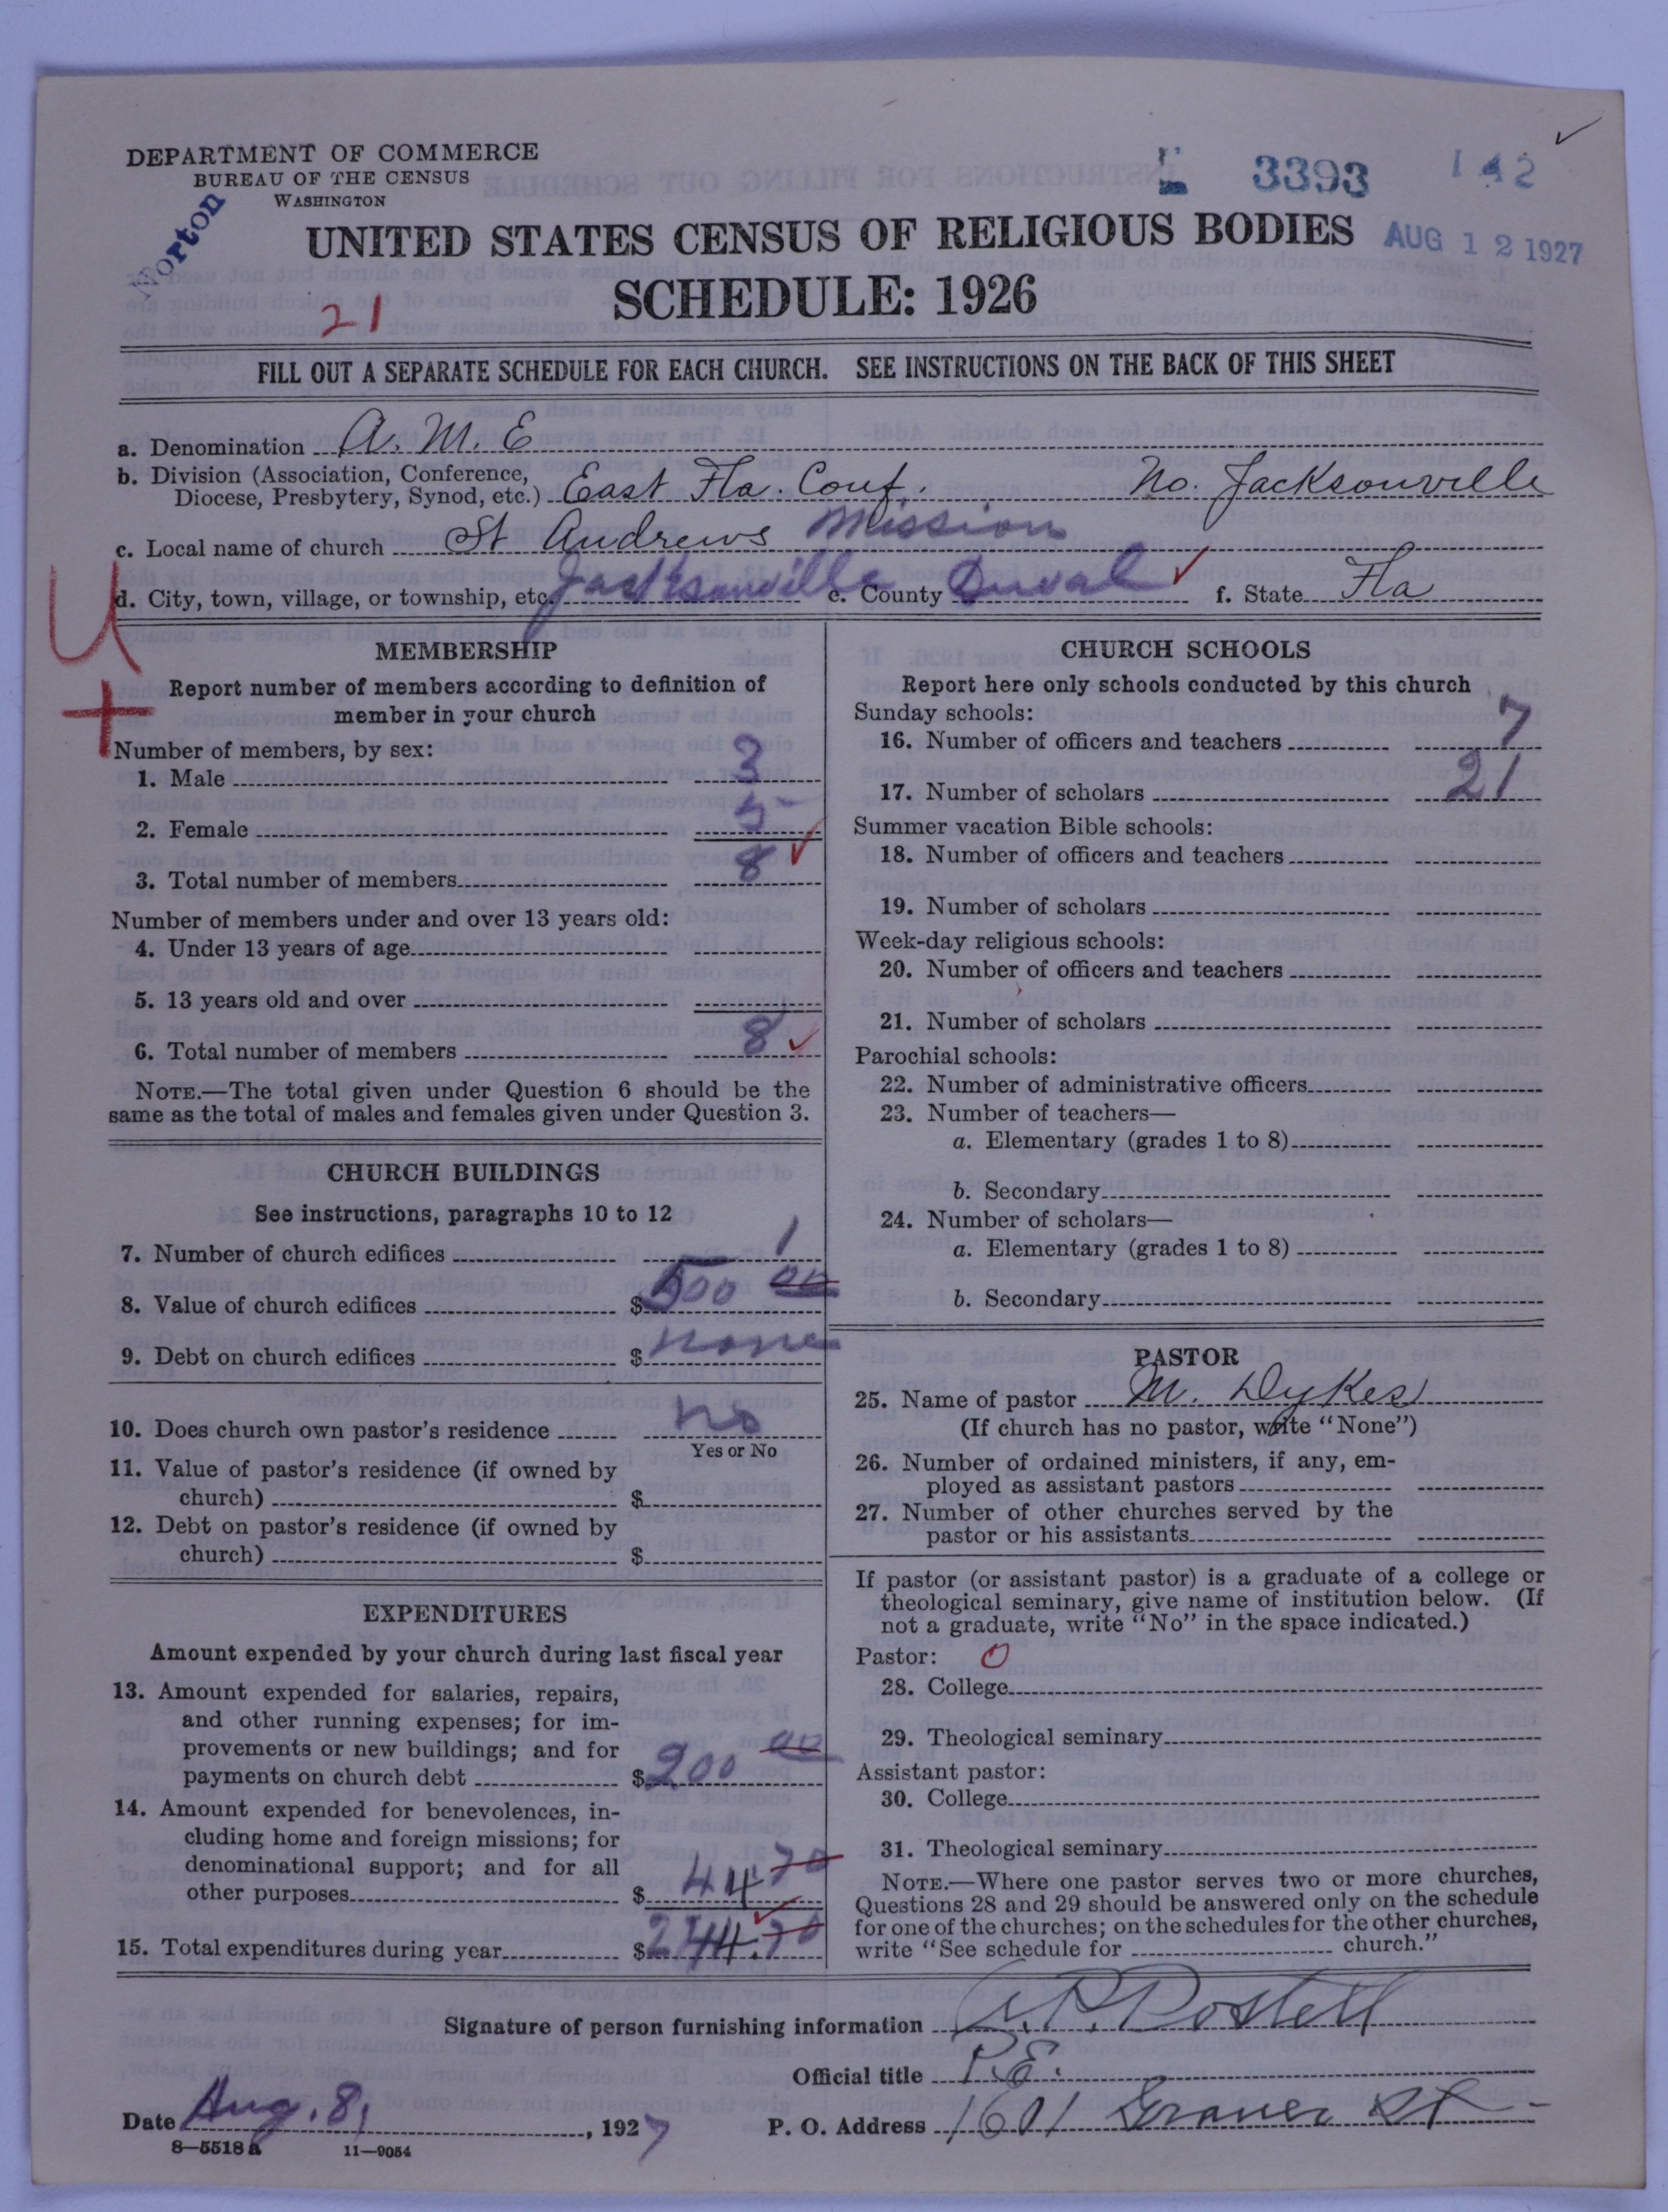 DEPARTMENT OF COMMERCE
BUREAU OF THE CENSUS
WASHINGTON
Norton
3393 142
UNITED STATES CENSUS OF RELIGIOUS BODIES
AUG 12 1927
SCHEDULE: 1926
21
FILL OUT A SEPARATE SCHEDULE FOR EACH CHURCH. SEE INSTRUCTIONS ON THE BACK OF THIS SHEET
a. Denomination A. M. E
b. Division (Association, Conference,
Diocese, Presbytery, Synod, etc.) East Fla. Conf. No. Jacksonville
c. Local name of church St Andrews Mission
d. City, town, village, or township, etc. Jacksonville e. County Duval ✓ f. State Fla
U
+
MEMBERSHIP
Report number of members according to definition of
member in your church
Number of members, by sex:
1. Male 3
2. Female 5
3. Total number of members 8 ✓
Number of members under and over 13 years old:
4. Under 13 years of age
5. 13 years old and over
6. Total number of members 8 ✓
NOTE.—The total given under Question 6 should be the
same as the total of males and females given under Question 3.
CHURCH BUILDINGS
See instructions, paragraphs 10 to 12
7. Number of church edifices 1
8. Value of church edifices $ 500 00
9. Debt on church edifices $ none
10. Does church own pastor's residence no
Yes or No
11. Value of pastor's residence (if owned by
church) $
12. Debt on pastor's residence (if owned by
church) $
EXPENDITURES
Amount expended by your church during last fiscal year
13. Amount expended for salaries, repairs,
and other running expenses; for im-
provements or new buildings; and for
payments on church debt $ 200 00
14. Amount expended for benevolences, in-
cluding home and foreign missions; for
denominational support; and for all
other purposes $ 44 70
15. Total expenditures during year $ 244.70
CHURCH SCHOOLS
Report here only schools conducted by this church
Sunday schools:
16. Number of officers and teachers 7
17. Number of scholars 21
Summer vacation Bible schools:
18. Number of officers and teachers
19. Number of scholars
Week-day religious schools:
20. Number of officers and teachers
21. Number of scholars
Parochial schools:
22. Number of administrative officers
23. Number of teachers—
a. Elementary (grades 1 to 8)
b. Secondary
24. Number of scholars—
a. Elementary (grades 1 to 8)
b. Secondary
PASTOR
25. Name of pastor M. Dykes
(If church has no pastor, write "None")
26. Number of ordained ministers, if any, em-
ployed as assistant pastors
27. Number of other churches served by the
pastor or his assistants
If pastor (or assistant pastor) is a graduate of a college or
theological seminary, give name of institution below. (If
not a graduate, write "No" in the space indicated.)
Pastor: 0
28. College
29. Theological seminary
Assistant pastor:
30. College
31. Theological seminary
NOTE.—Where one pastor serves two or more churches,
Questions 28 and 29 should be answered only on the schedule
for one of the churches; on the schedules for the other churches,
write "See schedule for church."
Signature of person furnishing information Postell
Official title P.E.
Date Aug. 8, 1927 P. O. Address 1601 St
8—5518a 11—9054